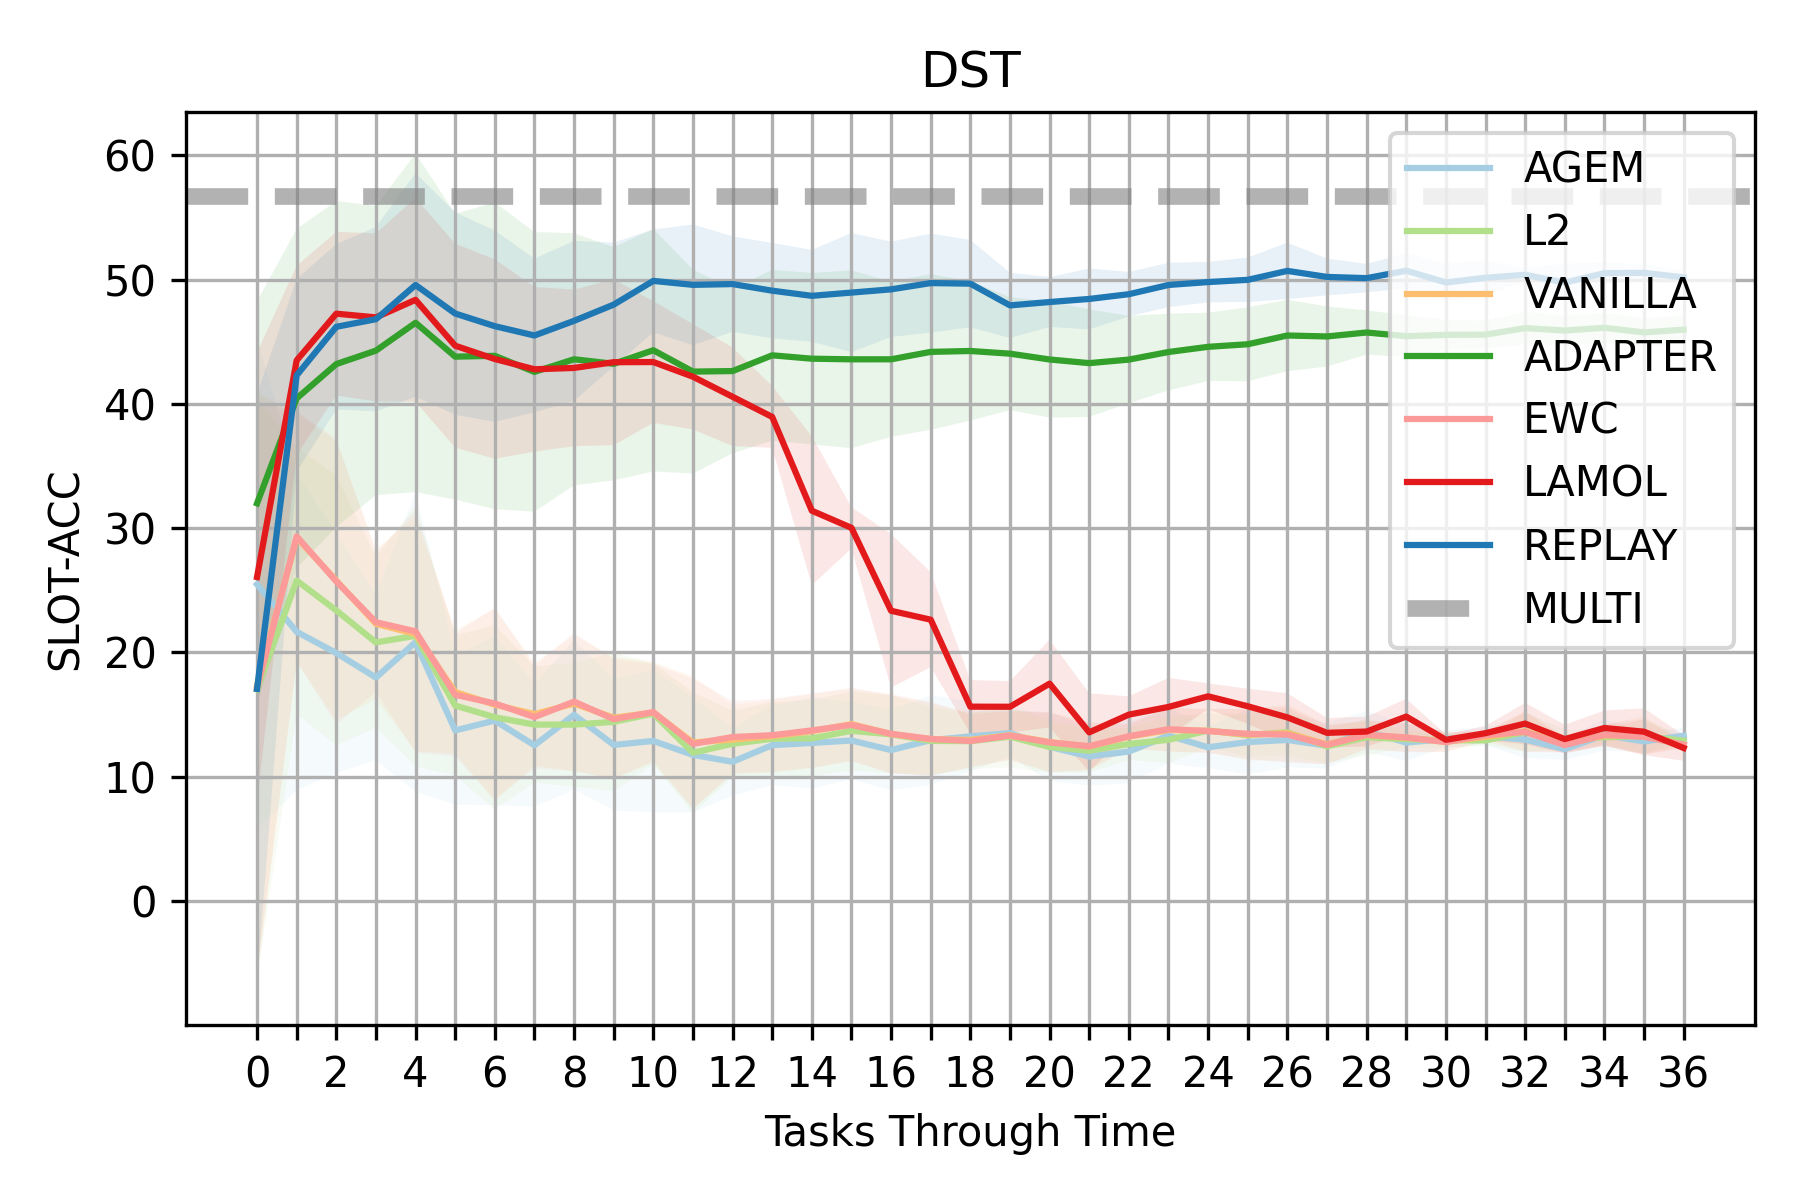 DST
60
50
40
30
20
10
0
SLOT-ACC
AGEM
L2
VANILLA
ADAPTER
EWC
LAMOL
REPLAY
MULTI
0 2 4 6 8 10 12 14 16 18 20 22 24 26 28 30 32 34 36
Tasks Through Time